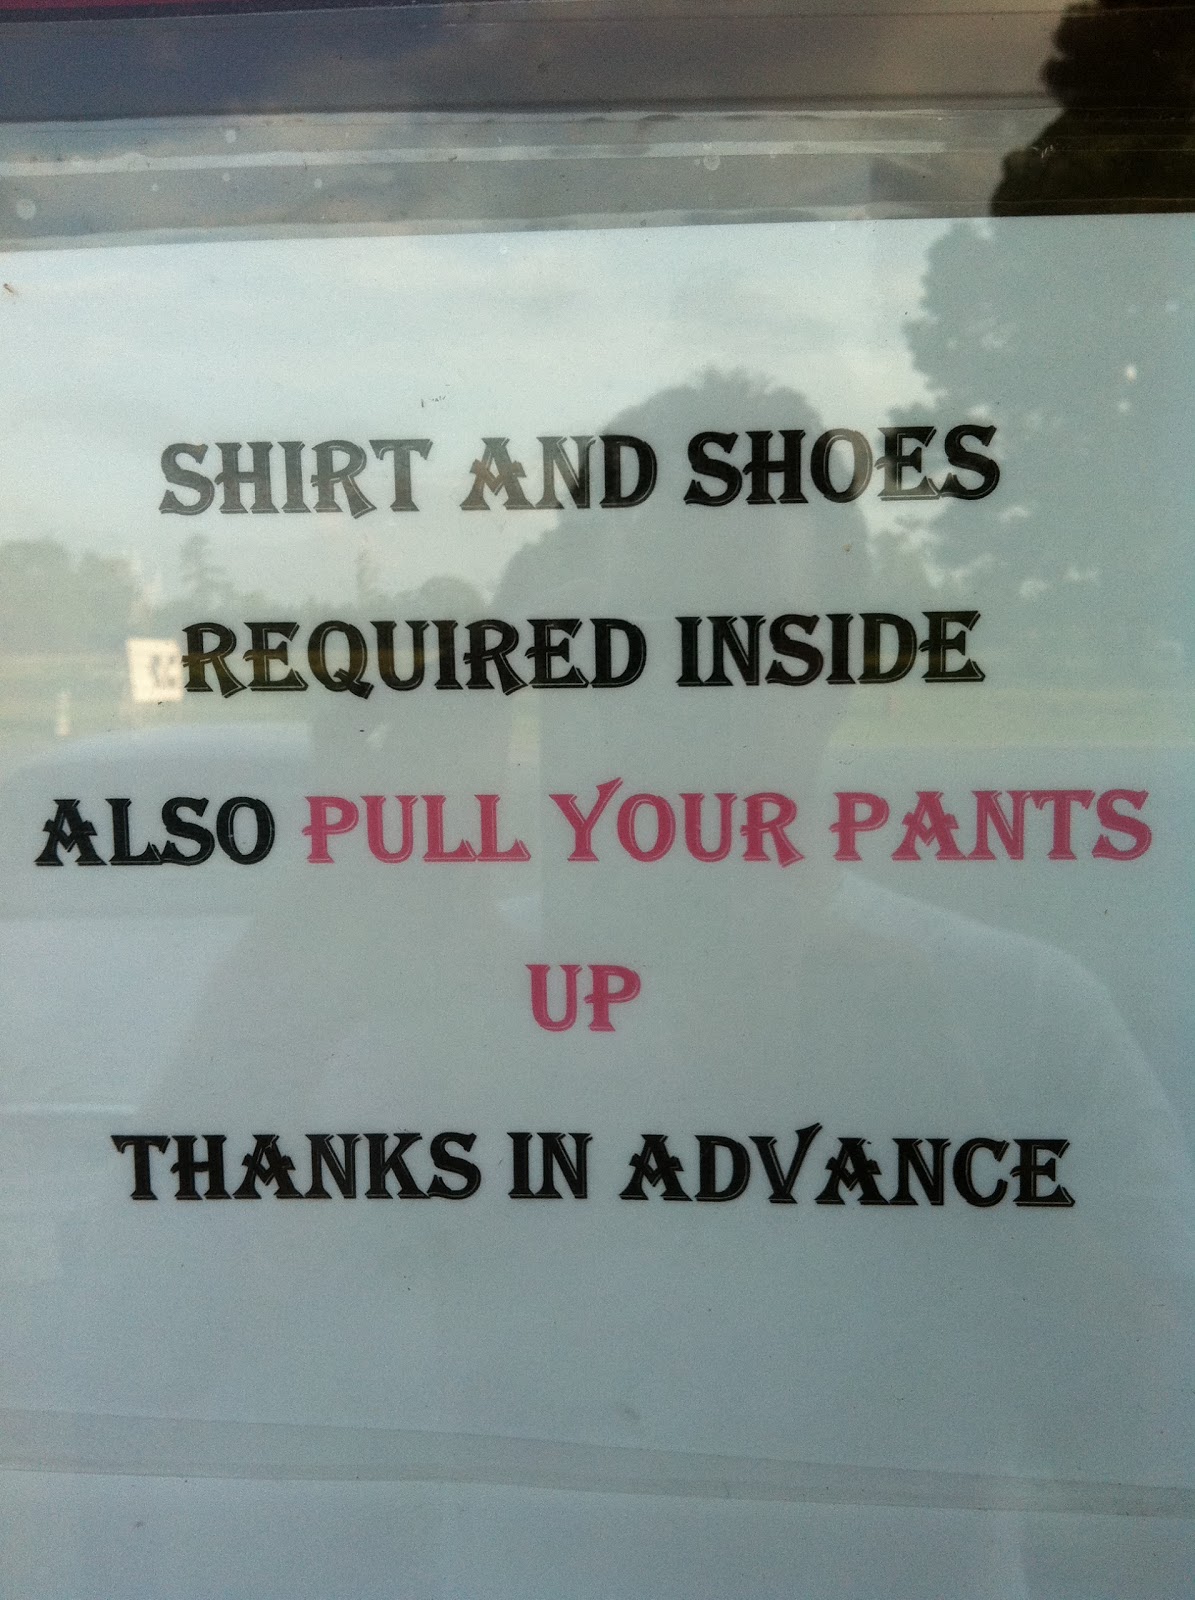 SHIRT AND SHOES
REQUIRED INSIDE
ALSO PULL YOUR PANTS
UP
THANKS IN ADVANCE